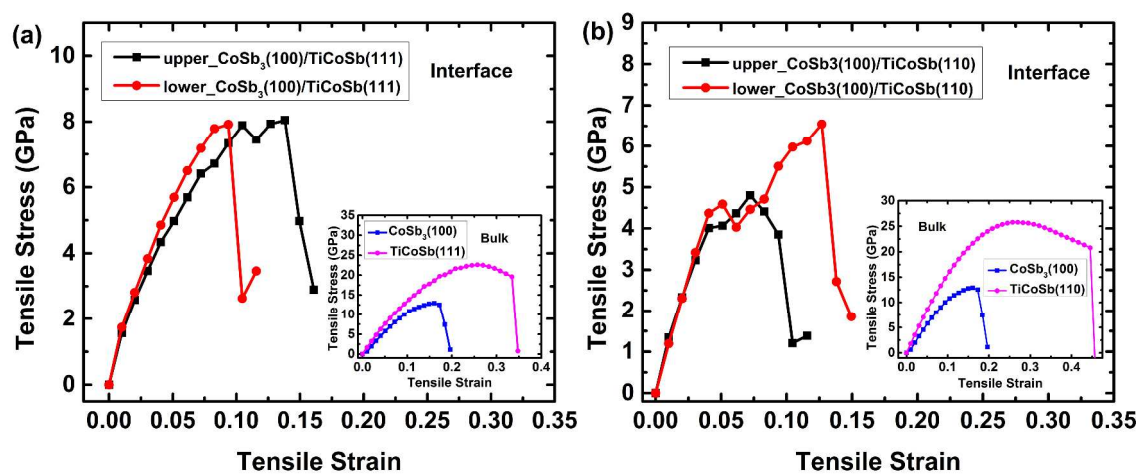 (a)
upper_CoSb₃(100)/TiCoSb(111)
lower_CoSb₃(100)/TiCoSb(111)
Interface
Tensile Stress (GPa)
10
8
6
4
2
0
0.00 0.05 0.10 0.15 0.20 0.25 0.30 0.35
Tensile Strain
CoSb₃(100)
TiCoSb(111)
Bulk
Tensile Stress (GPa)
35
30
25
20
15
10
5
0
0.0 0.1 0.2 0.3 0.4
Tensile Strain
(b)
upper_CoSb3(100)/TiCoSb(110)
lower_CoSb3(100)/TiCoSb(110)
Interface
Tensile Stress (GPa)
9
8
7
6
5
4
3
2
1
0
0.00 0.05 0.10 0.15 0.20 0.25 0.30 0.35
Tensile Strain
Bulk
CoSb₃(100)
TiCoSb(110)
Tensile Stress (GPa)
30
25
20
15
10
5
0
0.0 0.1 0.2 0.3 0.4
Tensile Strain